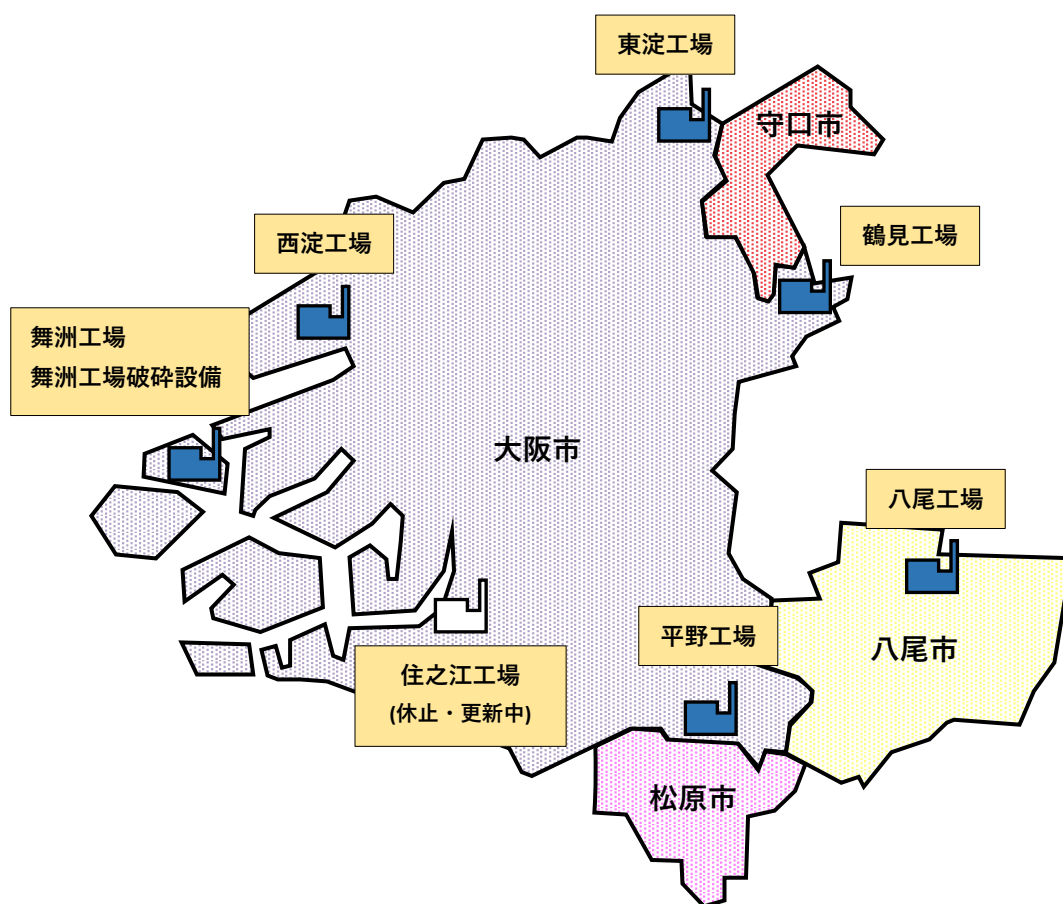 東淀工場
守口市
西淀工場
鶴見工場
舞洲工場
舞洲工場破砕設備
大阪市
八尾工場
平野工場
八尾市
住之江工場
(休止・更新中)
松原市